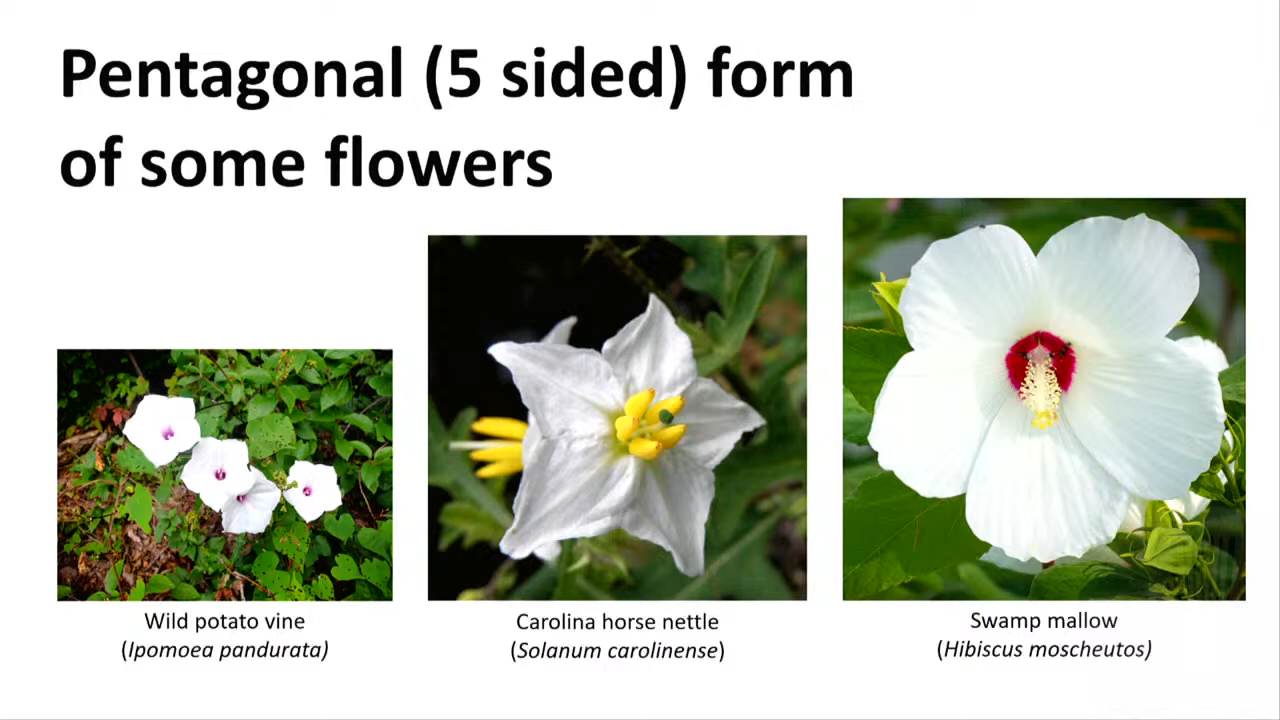 Pentagonal (5 sided) form
of some flowers
Wild potato vine
(Ipomoea pandurata)
Carolina horse nettle
(Solanum carolinense)
Swamp mallow
(Hibiscus moscheutos)